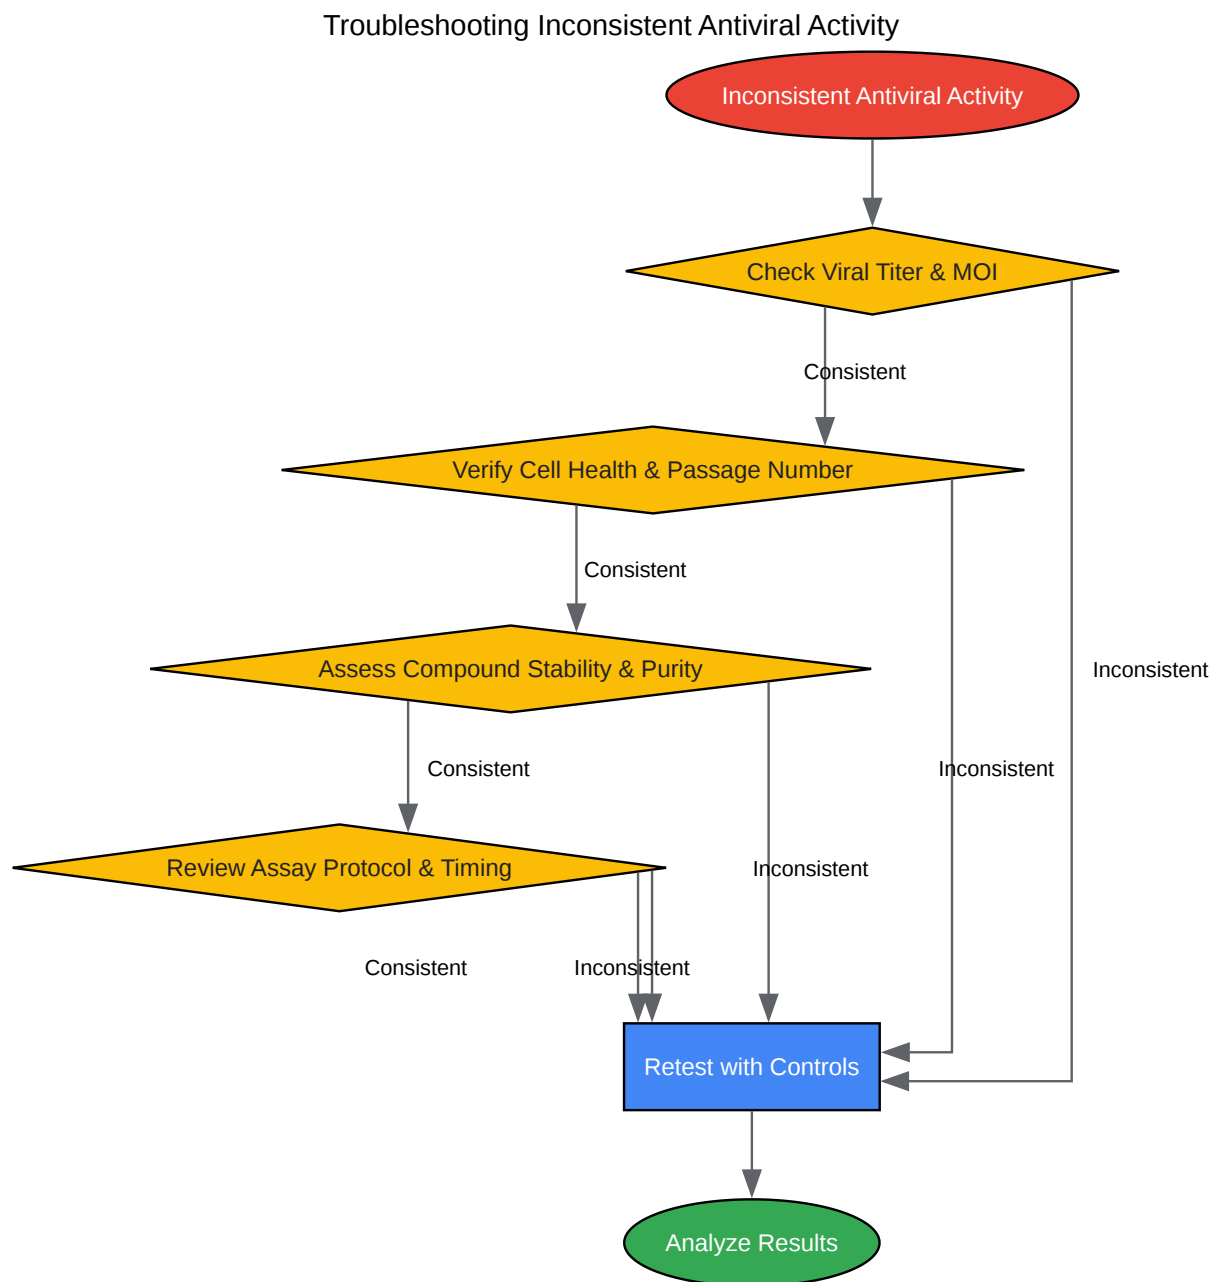 Troubleshooting Inconsistent Antiviral Activity
Inconsistent Antiviral Activity
Check Viral Titer & MOI
Consistent
Verify Cell Health & Passage Number
Consistent
Assess Compound Stability & Purity
Inconsistent
Consistent
Inconsistent
Review Assay Protocol & Timing
Inconsistent
Consistent
Inconsistent
Retest with Controls
Analyze Results